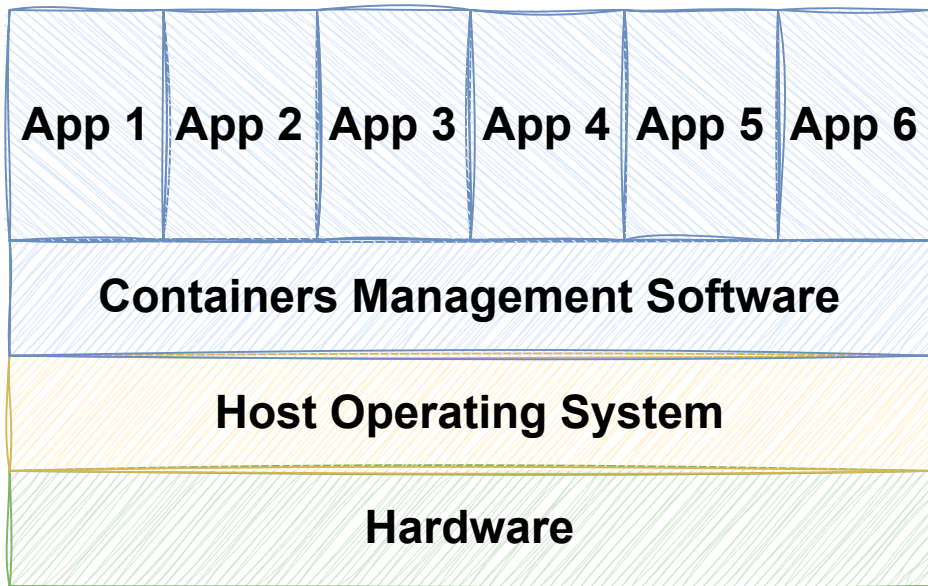 App 1 App 2 App 3 App 4 App 5 App 6
Containers Management Software
Host Operating System
Hardware